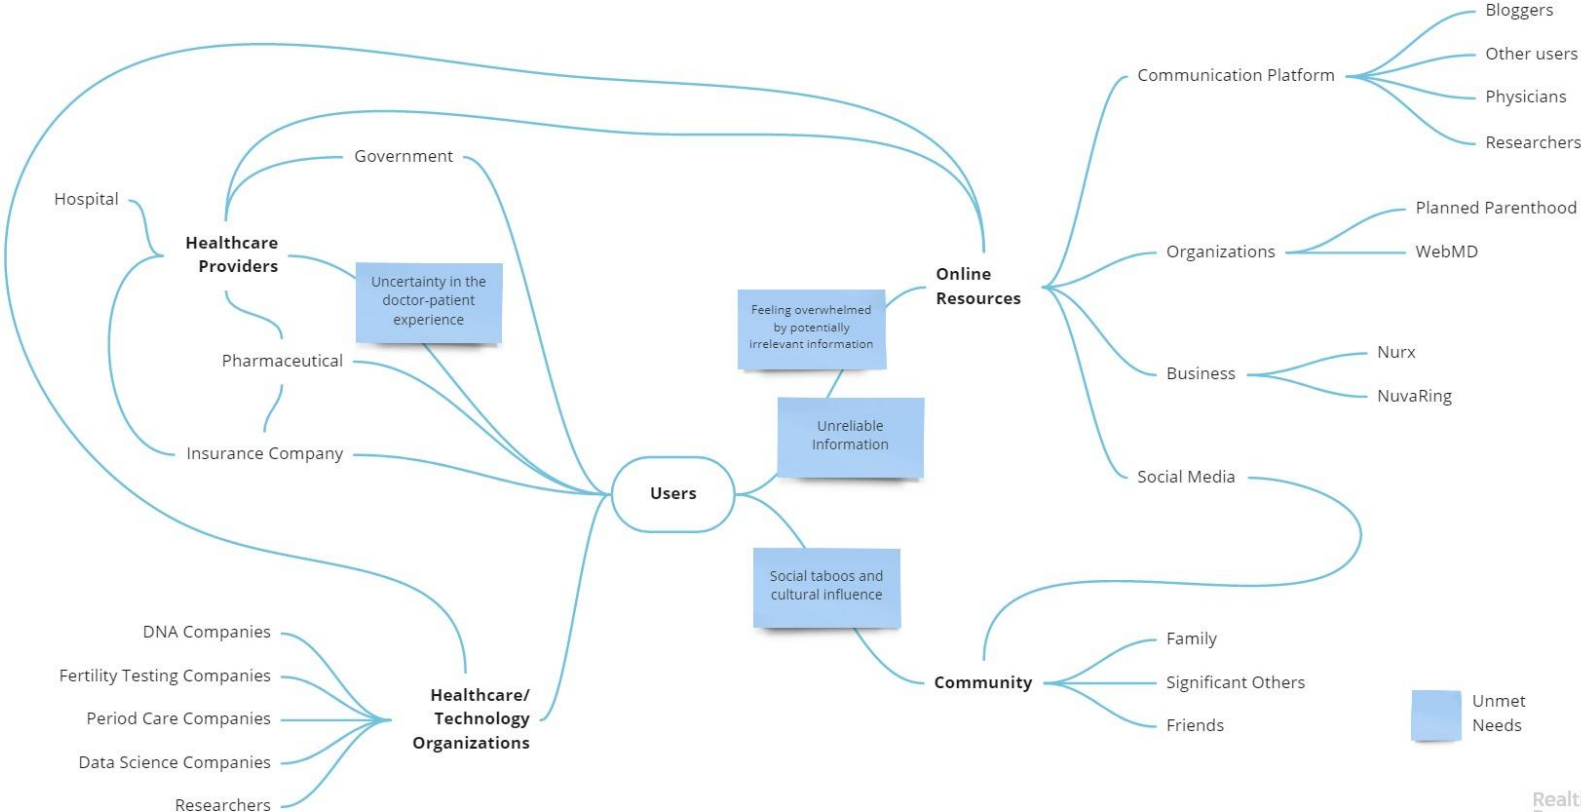 Bloggers
Communication Platform
Other users
Physicians
Researchers
Government
Hospital
Healthcare
Providers
Uncertainty in the
doctor-patient
experience
Pharmaceutical
Insurance Company
Users
Feeling overwhelmed
by potentially
irrelevant information
Unreliable
Information
Online
Resources
Organizations
Planned Parenthood
WebMD
Business
Nurx
NuvaRing
Social Media
Social taboos and
cultural influence
Community
Family
Significant Others
Friends
DNA Companies
Fertility Testing Companies
Period Care Companies
Data Science Companies
Researchers
Healthcare/
Technology
Organizations
Unmet
Needs